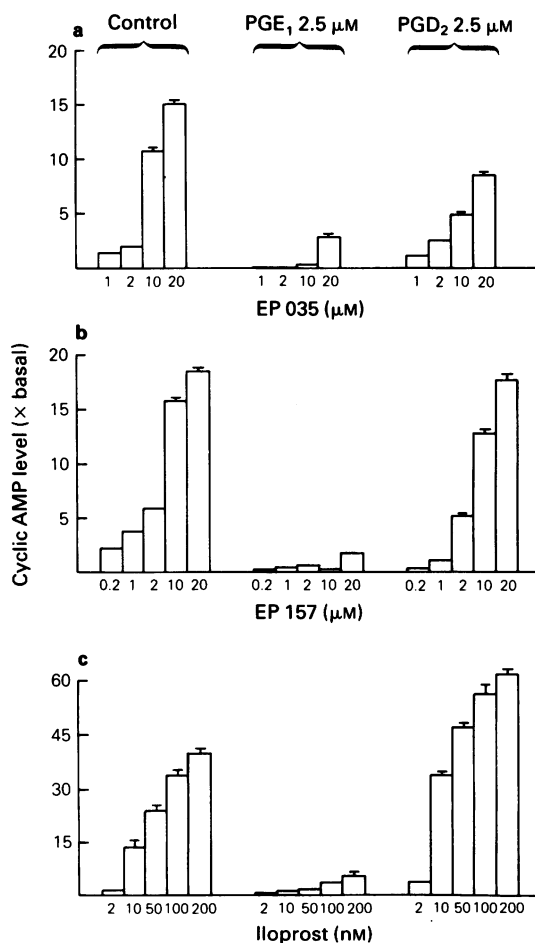 Control PGE₁ 2.5 μM PGD₂ 2.5 μM
a
20
15
10
5
1 2 10 20 1 2 10 20 1 2 10 20
EP 035 (μM)
b
20
15
10
5
0.2 1 2 10 20 0.2 1 2 10 20 0.2 1 2 10 20
EP 157 (μM)
Cyclic AMP level (× basal)
c
60
45
30
15
2 10 50 100 200 2 10 50 100 200 2 10 50 100 200
Iloprost (nM)